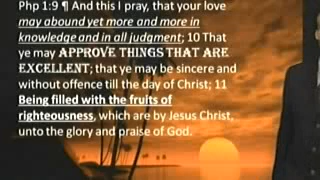 Php 1:9 ¶ And this I pray, that your love
may abound yet more and more in
knowledge and in all judgment; 10 That
ye may APPROVE THINGS THAT ARE
EXCELLENT; that ye may be sincere and
without offence till the day of Christ; 11
Being filled with the fruits of
righteousness, which are by Jesus Christ,
unto the glory and praise of God.